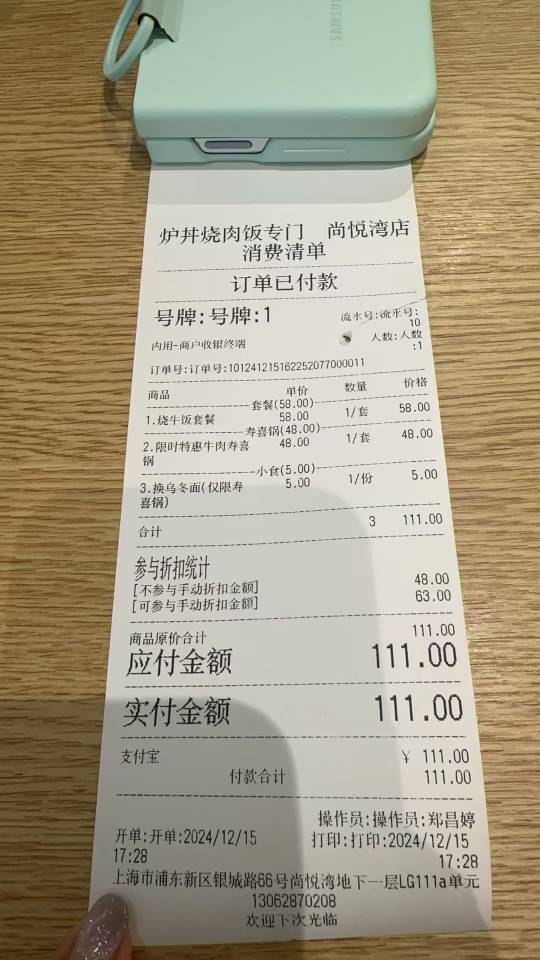 SAMSUNG
炉丼烧肉饭专门 尚悦湾店
消费清单
订单已付款
号牌:号牌:1
流水号:流水号:
10
内用-商户收银终端
人数:人数
:1
订单号:订单号:101241215162252077000011
商品 单价 数量 价格
套餐(58.00)
1.烧牛饭套餐 58.00 1/套 58.00
寿喜锅(48.00)
2.限时特惠牛肉寿喜 48.00 1/套 48.00
锅
小食(5.00)
3.换乌冬面(仅限寿 5.00 1/份 5.00
喜锅)
合计 3 111.00
参与折扣统计
[不参与手动折扣金额] 48.00
[可参与手动折扣金额] 63.00
商品原价合计 111.00
应付金额 111.00
实付金额 111.00
支付宝 ¥ 111.00
付款合计 111.00
操作员:操作员:郑昌婷
开单:开单:2024/12/15 打印:打印:2024/12/15
17:28 17:28
上海市浦东新区银城路66号尚悦湾地下一层LG111a单元
13062870208
欢迎下次光临